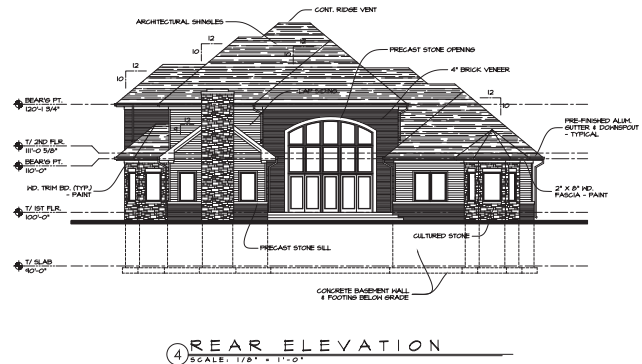 CONT. RIDGE VENT
ARCHITECTURAL SHINGLES
12
10
12
10
12
10
12
10
PRECAST STONE OPENING
4" BRICK VENEER
LAP SIDING
BEAR'G PT.
120'-1 3/4"
PRE-FINISHED ALUM.
GUTTER & DOWNSPOUT
- TYPICAL
T/ 2ND FLR.
111'-0 5/8"
BEAR'G PT.
110'-0"
WD. TRIM BD. (TYP.)
- PAINT
2" X 8" WD.
FASCIA - PAINT
T/ 1ST FLR.
100'-0"
PRECAST STONE SILL
CULTURED STONE
T/ SLAB
90'-0"
CONCRETE BASEMENT WALL
& FOOTING BELOW GRADE
4 REAR ELEVATION
SCALE: 1/8" = 1'-0"